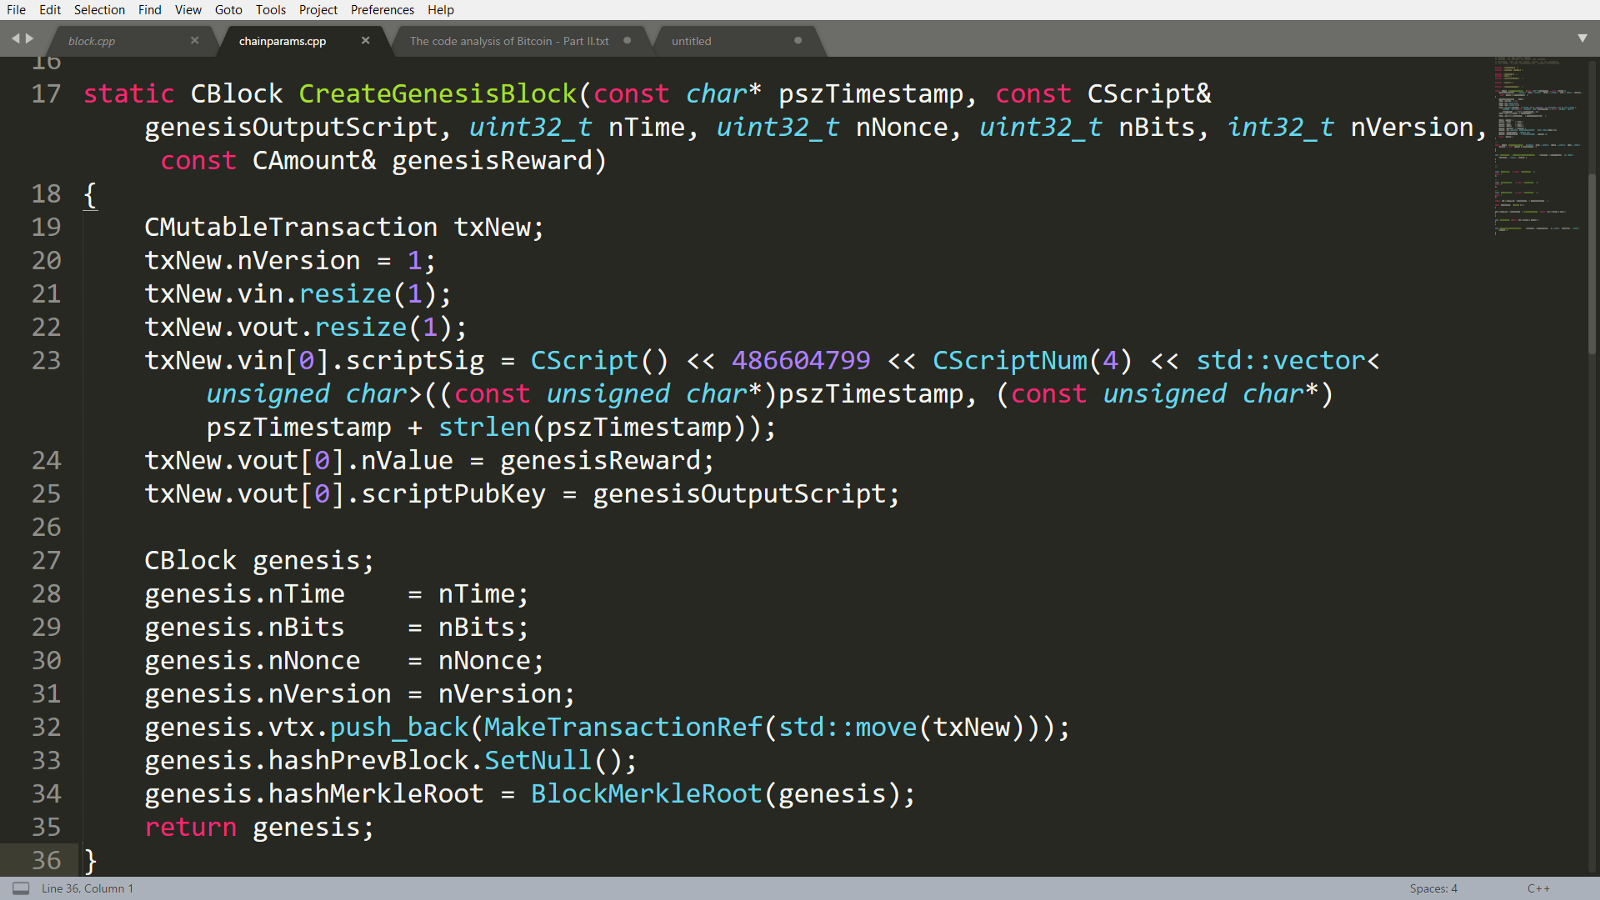 File Edit Selection Find View Goto Tools Project Preferences Help
block.cpp × chainparams.cpp × The code analysis of Bitcoin - Part II.txt untitled
16
17 static CBlock CreateGenesisBlock(const char* pszTimestamp, const CScript&
genesisOutputScript, uint32_t nTime, uint32_t nNonce, uint32_t nBits, int32_t nVersion,
const CAmount& genesisReward)
18 {
19 CMutableTransaction txNew;
20 txNew.nVersion = 1;
21 txNew.vin.resize(1);
22 txNew.vout.resize(1);
23 txNew.vin[0].scriptSig = CScript() << 486604799 << CScriptNum(4) << std::vector<
unsigned char>((const unsigned char*)pszTimestamp, (const unsigned char*)
pszTimestamp + strlen(pszTimestamp));
24 txNew.vout[0].nValue = genesisReward;
25 txNew.vout[0].scriptPubKey = genesisOutputScript;
26
27 CBlock genesis;
28 genesis.nTime    = nTime;
29 genesis.nBits    = nBits;
30 genesis.nNonce   = nNonce;
31 genesis.nVersion = nVersion;
32 genesis.vtx.push_back(MakeTransactionRef(std::move(txNew)));
33 genesis.hashPrevBlock.SetNull();
34 genesis.hashMerkleRoot = BlockMerkleRoot(genesis);
35 return genesis;
36 }
Line 36, Column 1 Spaces: 4 C++